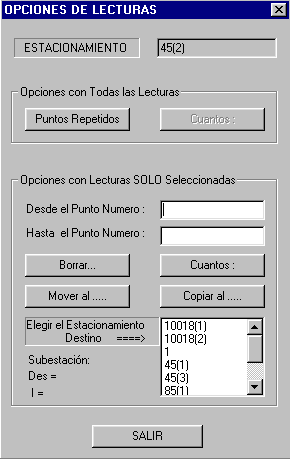 OPCIONES DE LECTURAS
ESTACIONAMIENTO 45(2)
Opciones con Todas las Lecturas
Puntos Repetidos Cuantos :
Opciones con Lecturas SOLO Seleccionadas
Desde el Punto Numero :
Hasta el Punto Numero :
Borrar... Cuantos :
Mover al ..... Copiar al .....
Elegir el Estacionamiento
Destino ====>
Subestación:
Des =
I =
10018(1)
10018(2)
1
45(1)
45(3)
85(1)
SALIR